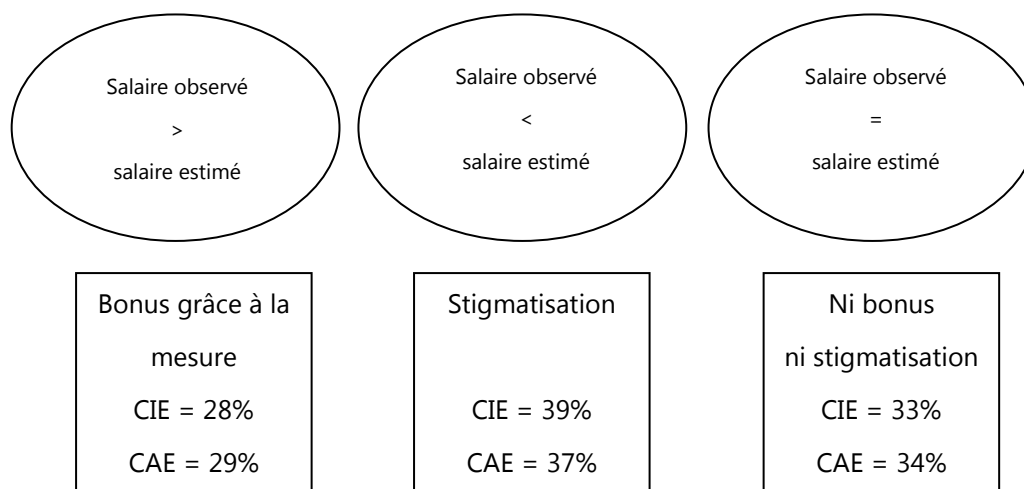 Salaire observé
>
salaire estimé
Salaire observé
<
salaire estimé
Salaire observé
=
salaire estimé
Bonus grâce à la
mesure
CIE = 28%
CAE = 29%
Stigmatisation
CIE = 39%
CAE = 37%
Ni bonus
ni stigmatisation
CIE = 33%
CAE = 34%